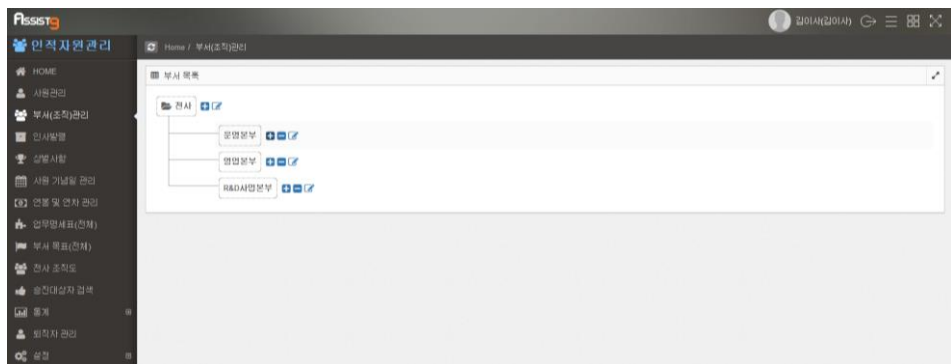 Assist9
김이사(김이사)
인적자원관리
Home / 부서(조직)관리
HOME
사원관리
부서(조직)관리
인사발령
상벌사항
사원 기념일 관리
연봉 및 연차 관리
업무명세표(전체)
부서 목표(전체)
전사 조직도
승진대상자 검색
통계
퇴직자 관리
설정
부서 목록
전사
운영본부
영업본부
R&D사업본부